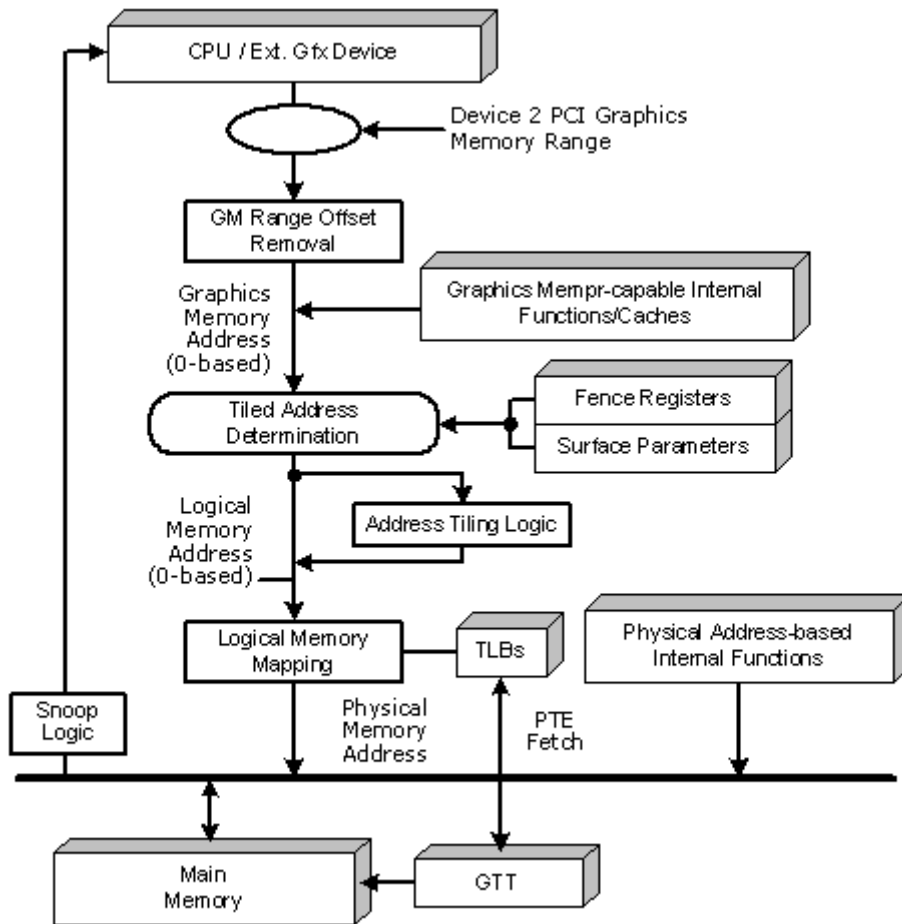 CPU / Ext. Gfx Device
Device 2 PCI Graphics
Memory Range
GM Range Offset
Removal
Graphics
Memory
Address
(0-based)
Graphics Mempr-capable Internal
Functions/Caches
Tiled Address
Determination
Fence Registers
Surface Parameters
Logical
Memory
Address
(0-based)
Address Tiling Logic
Logical Memory
Mapping
TLBs
Physical Address-based
Internal Functions
Snoop
Logic
Physical
Memory
Address
PTE
Fetch
Main
Memory
GTT